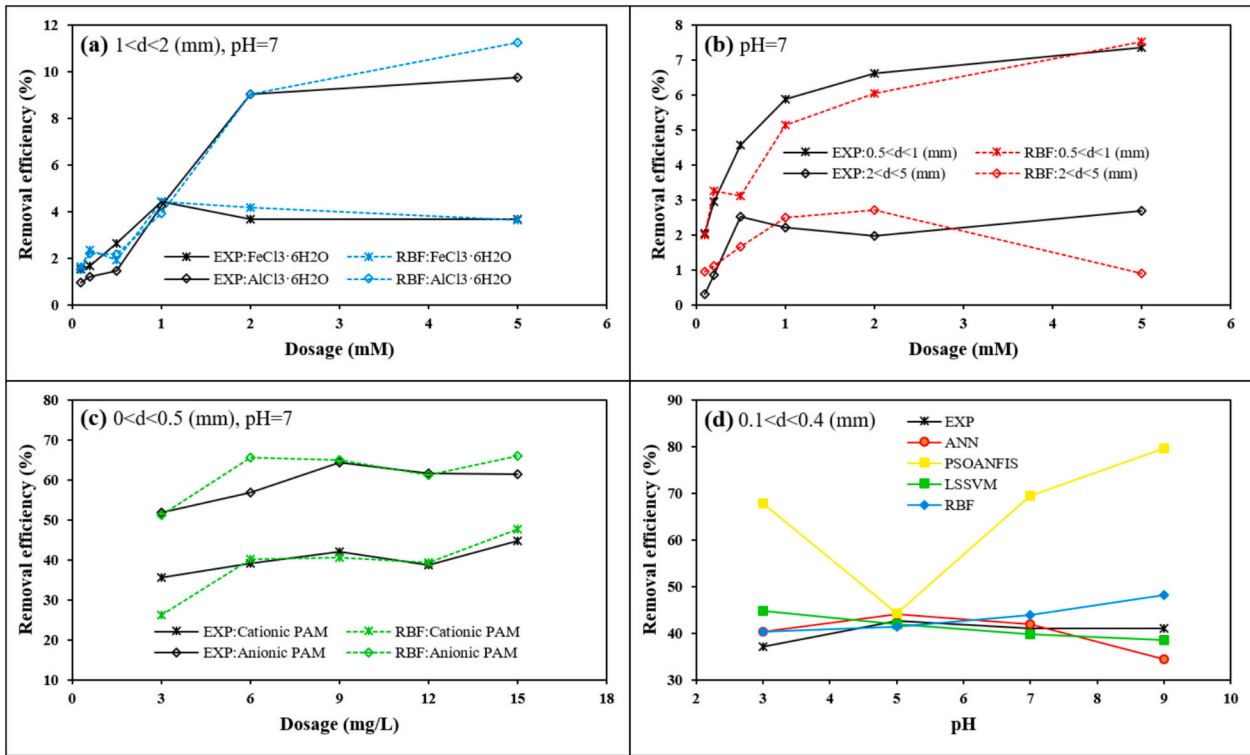 (a) 1<d<2 (mm), pH=7
Removal efficiency (%)
12
10
8
6
4
2
0
EXP:FeCl3·6H2O
RBF:FeCl3·6H2O
EXP:AlCl3·6H2O
RBF:AlCl3·6H2O
0 1 2 3 4 5 6
Dosage (mM)
(b) pH=7
Removal efficiency (%)
8
7
6
5
4
3
2
1
0
EXP:0.5<d<1 (mm)
RBF:0.5<d<1 (mm)
EXP:2<d<5 (mm)
RBF:2<d<5 (mm)
0 1 2 3 4 5 6
Dosage (mM)
(c) 0<d<0.5 (mm), pH=7
Removal efficiency (%)
80
70
60
50
40
30
20
10
EXP:Cationic PAM
RBF:Cationic PAM
EXP:Anionic PAM
RBF:Anionic PAM
0 3 6 9 12 15 18
Dosage (mg/L)
(d) 0.1<d<0.4 (mm)
Removal efficiency (%)
90
80
70
60
50
40
30
EXP
ANN
PSOANFIS
LSSVM
RBF
2 3 4 5 6 7 8 9 10
pH